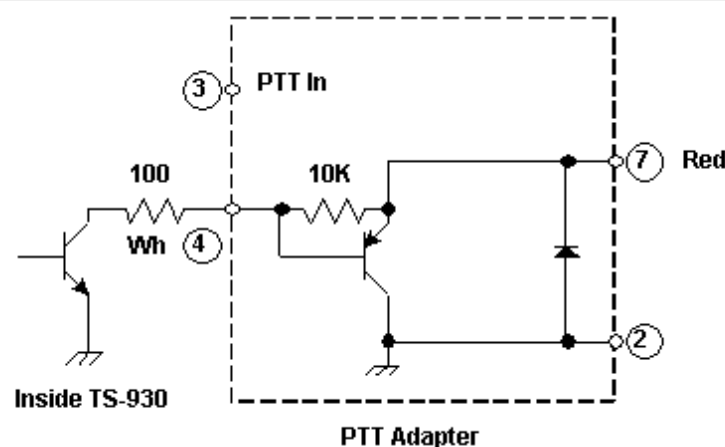 3 PTT In
7 Red
100
10K
Wh 4
2
Inside TS-930
PTT Adapter